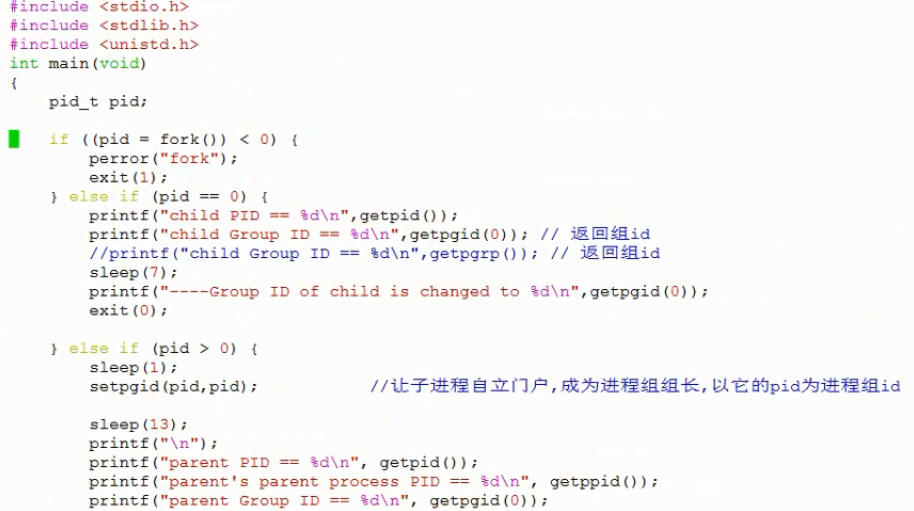 #include <stdio.h>
#include <stdlib.h>
#include <unistd.h>
int main(void)
{
    pid_t pid;

    if ((pid = fork()) < 0) {
        perror("fork");
        exit(1);
    } else if (pid == 0) {
        printf("child PID == %d\n",getpid());
        printf("child Group ID == %d\n",getpgid(0)); // 返回组id
        //printf("child Group ID == %d\n",getpgrp()); // 返回组id
        sleep(7);
        printf("----Group ID of child is changed to %d\n",getpgid(0));
        exit(0);

    } else if (pid > 0) {
        sleep(1);
        setpgid(pid,pid);           //让子进程自立门户,成为进程组组长,以它的pid为进程组id

        sleep(13);
        printf("\n");
        printf("parent PID == %d\n", getpid());
        printf("parent's parent process PID == %d\n", getppid());
        printf("parent Group ID == %d\n", getpgid(0));